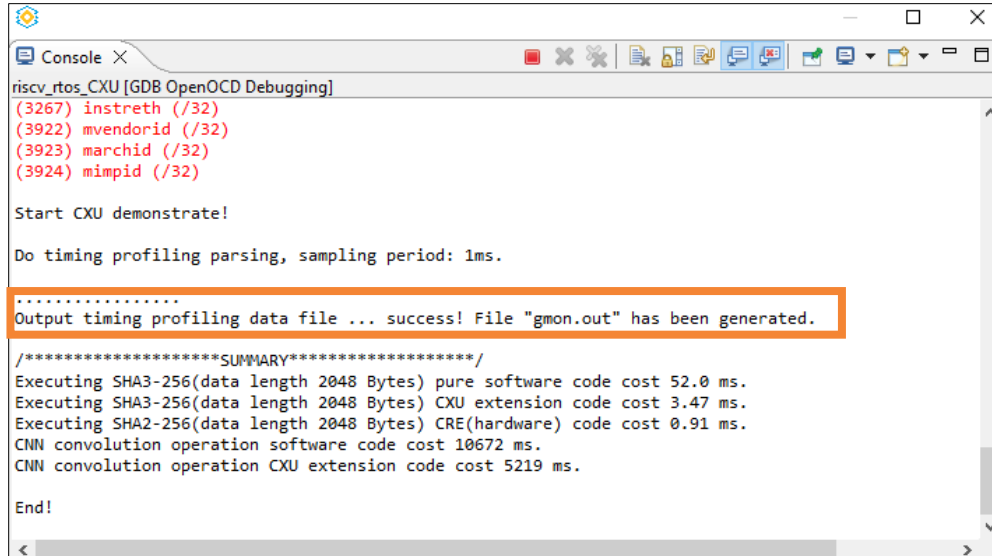 Console
riscv_rtos_CXU [GDB OpenOCD Debugging]
(3267) instreth (/32)
(3922) mvendorid (/32)
(3923) marchid (/32)
(3924) mimpid (/32)
Start CXU demonstrate!
Do timing profiling parsing, sampling period: 1ms.
.................
Output timing profiling data file ... success! File "gmon.out" has been generated.
/********************SUMMARY*******************/
Executing SHA3-256(data length 2048 Bytes) pure software code cost 52.0 ms.
Executing SHA3-256(data length 2048 Bytes) CXU extension code cost 3.47 ms.
Executing SHA2-256(data length 2048 Bytes) CRE(hardware) code cost 0.91 ms.
CNN convolution operation software code cost 10672 ms.
CNN convolution operation CXU extension code cost 5219 ms.
End!